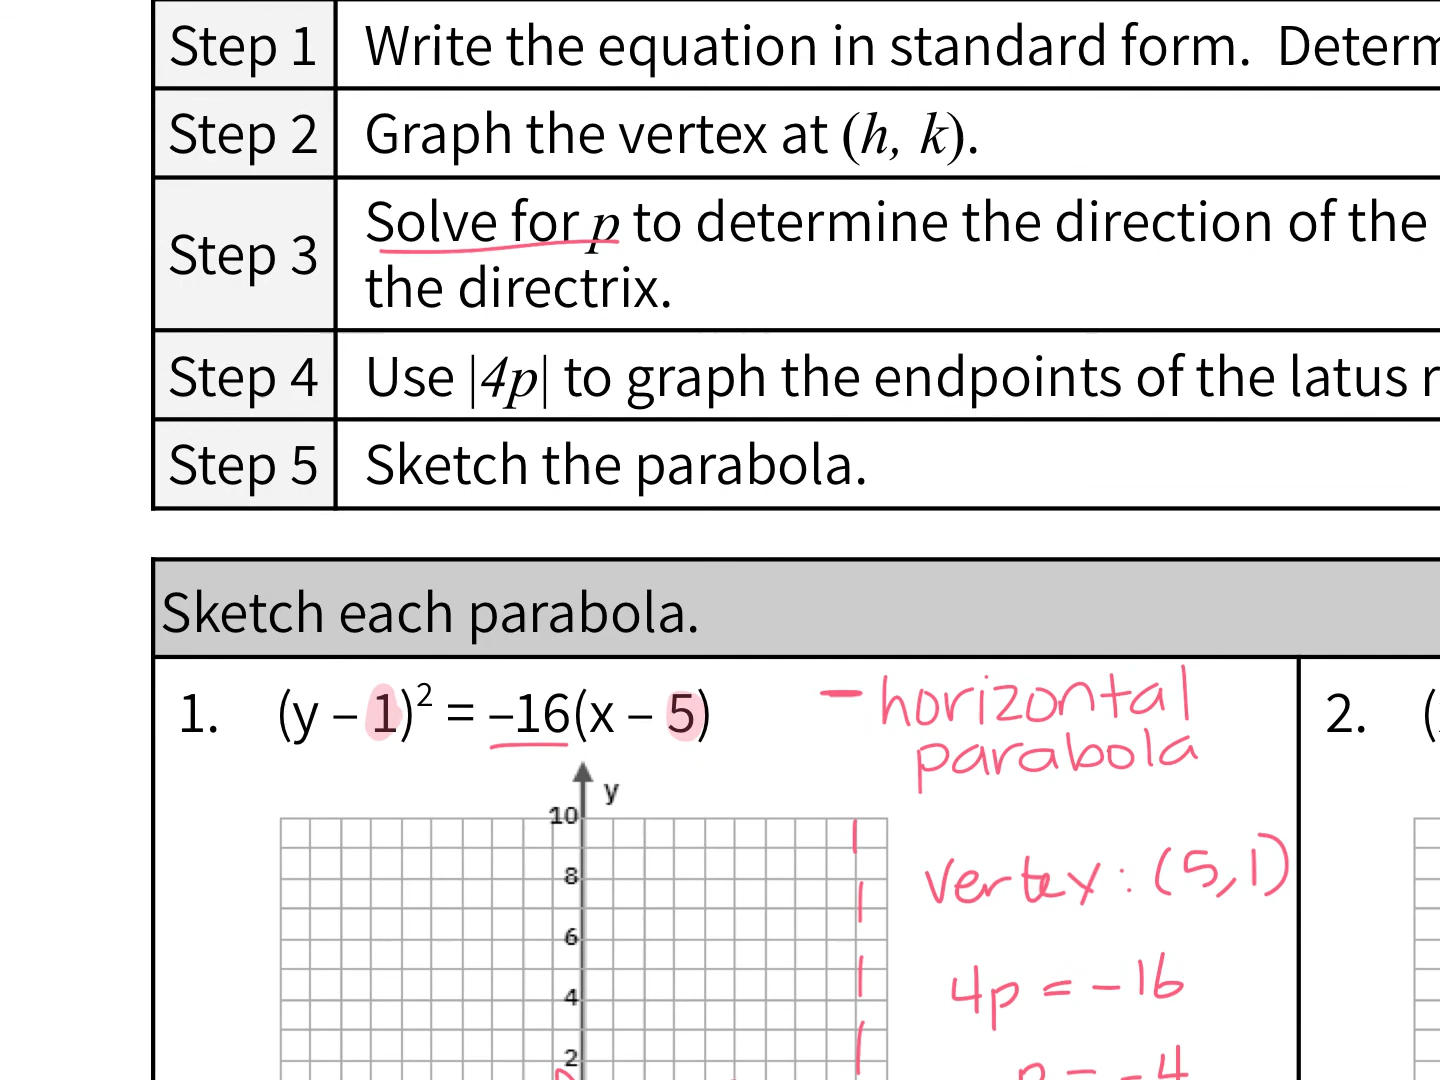 Step 1 Write the equation in standard form. Determ
Step 2 Graph the vertex at (h, k).
Step 3 Solve for p to determine the direction of the
the directrix.
Step 4 Use |4p| to graph the endpoints of the latus r
Step 5 Sketch the parabola.
Sketch each parabola.
1. (y – 1)² = –16(x – 5)
– horizontal
parabola
2. (
y
10
8
6
4
2
vertex: (5,1)
4p = -16
p = -4